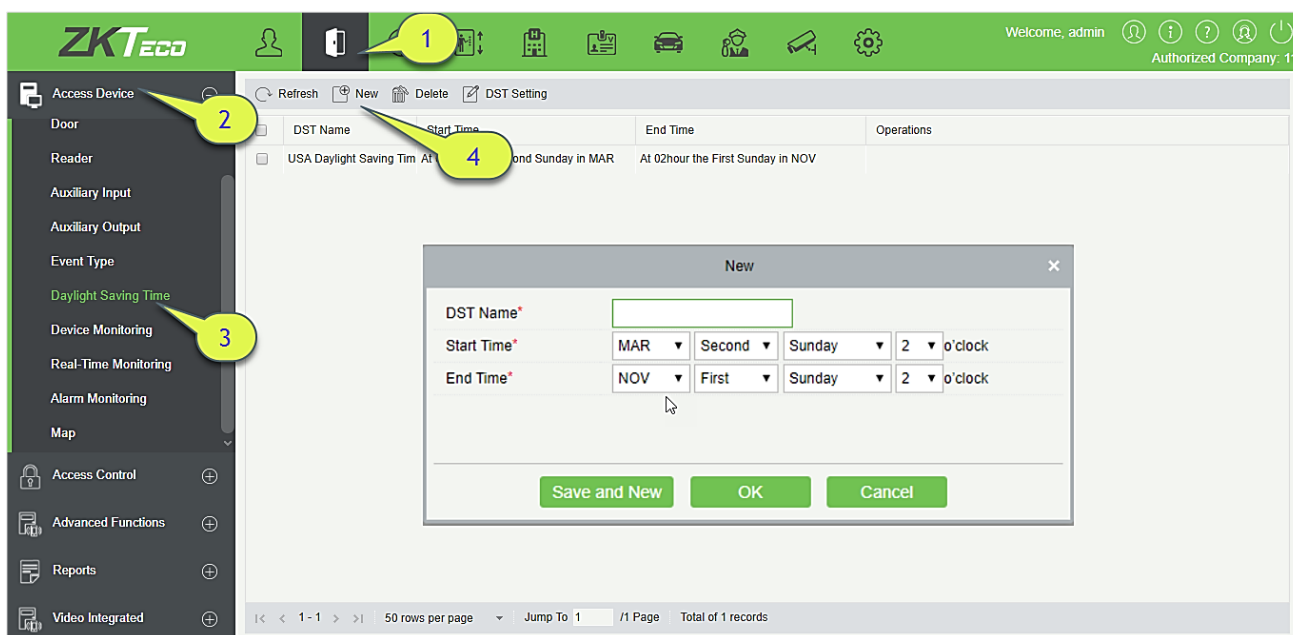 ZKTECO
Welcome, admin
Authorized Company: 1
1
Access Device
2
Door
Reader
Auxiliary Input
Auxiliary Output
Event Type
Daylight Saving Time
3
Device Monitoring
Real-Time Monitoring
Alarm Monitoring
Map
Access Control
Advanced Functions
Reports
Video Integrated
Refresh New Delete DST Setting
4
DST Name Start Time End Time Operations
USA Daylight Saving Tim At ond Sunday in MAR At 02hour the First Sunday in NOV
New
DST Name*
Start Time* MAR Second Sunday 2 o'clock
End Time* NOV First Sunday 2 o'clock
Save and New OK Cancel
1 - 1 50 rows per page Jump To 1 /1 Page Total of 1 records